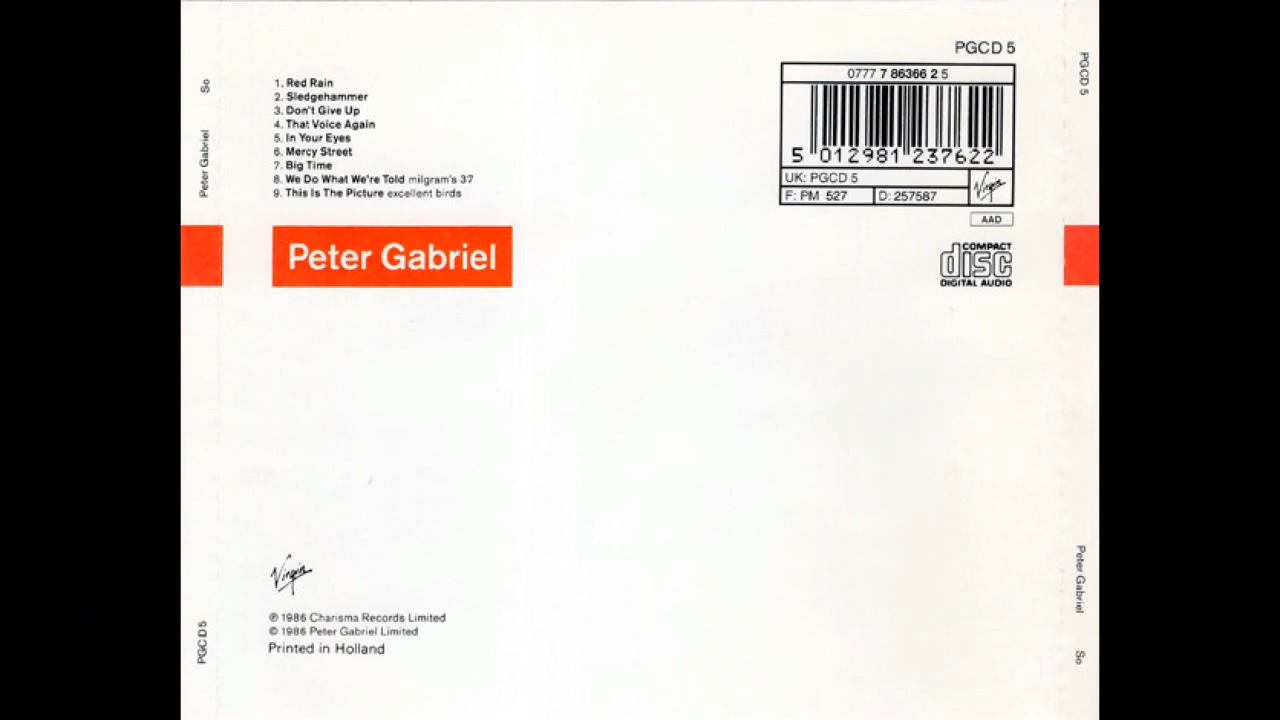 PGCD 5
0777 7 86366 2 5
5 012981 237622
UK: PGCD 5
F: PM 527
D: 257587
Virgin
AAD
COMPACT
disc
DIGITAL AUDIO
1. Red Rain
2. Sledgehammer
3. Don't Give Up
4. That Voice Again
5. In Your Eyes
6. Mercy Street
7. Big Time
8. We Do What We're Told milgram's 37
9. This Is The Picture excellent birds
Peter Gabriel
Virgin
℗ 1986 Charisma Records Limited
© 1986 Peter Gabriel Limited
Printed in Holland
PGCD5 Peter Gabriel So
PGCD 5 Peter Gabriel So